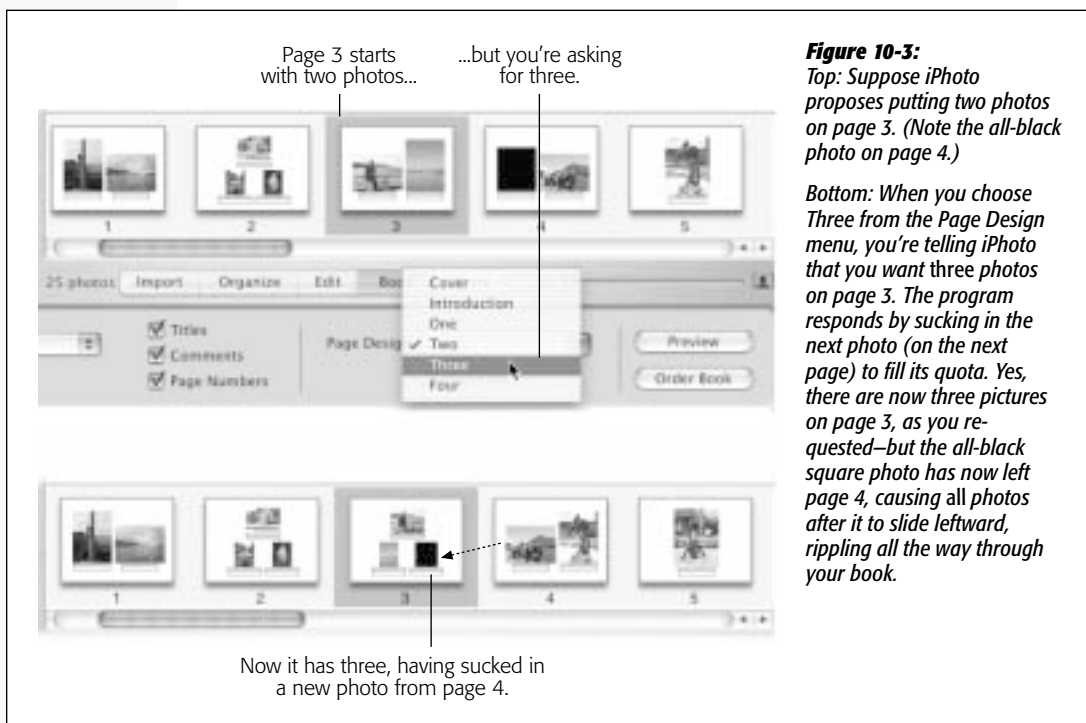 Page 3 starts
with two photos...
...but you're asking
for three.
1
2
3
4
5
25 photos
Import
Organize
Edit
Boo
Cover
Introduction
One
✓ Two
Three
Four
Titles
Comments
Page Numbers
Page Desig
Preview
Order Book
1
2
3
4
5
Now it has three, having sucked in
a new photo from page 4.
Figure 10-3:
Top: Suppose iPhoto
proposes putting two photos
on page 3. (Note the all-black
photo on page 4.)
Bottom: When you choose
Three from the Page Design
menu, you're telling iPhoto
that you want three photos
on page 3. The program
responds by sucking in the
next photo (on the next
page) to fill its quota. Yes,
there are now three pictures
on page 3, as you re-
quested—but the all-black
square photo has now left
page 4, causing all photos
after it to slide leftward,
rippling all the way through
your book.